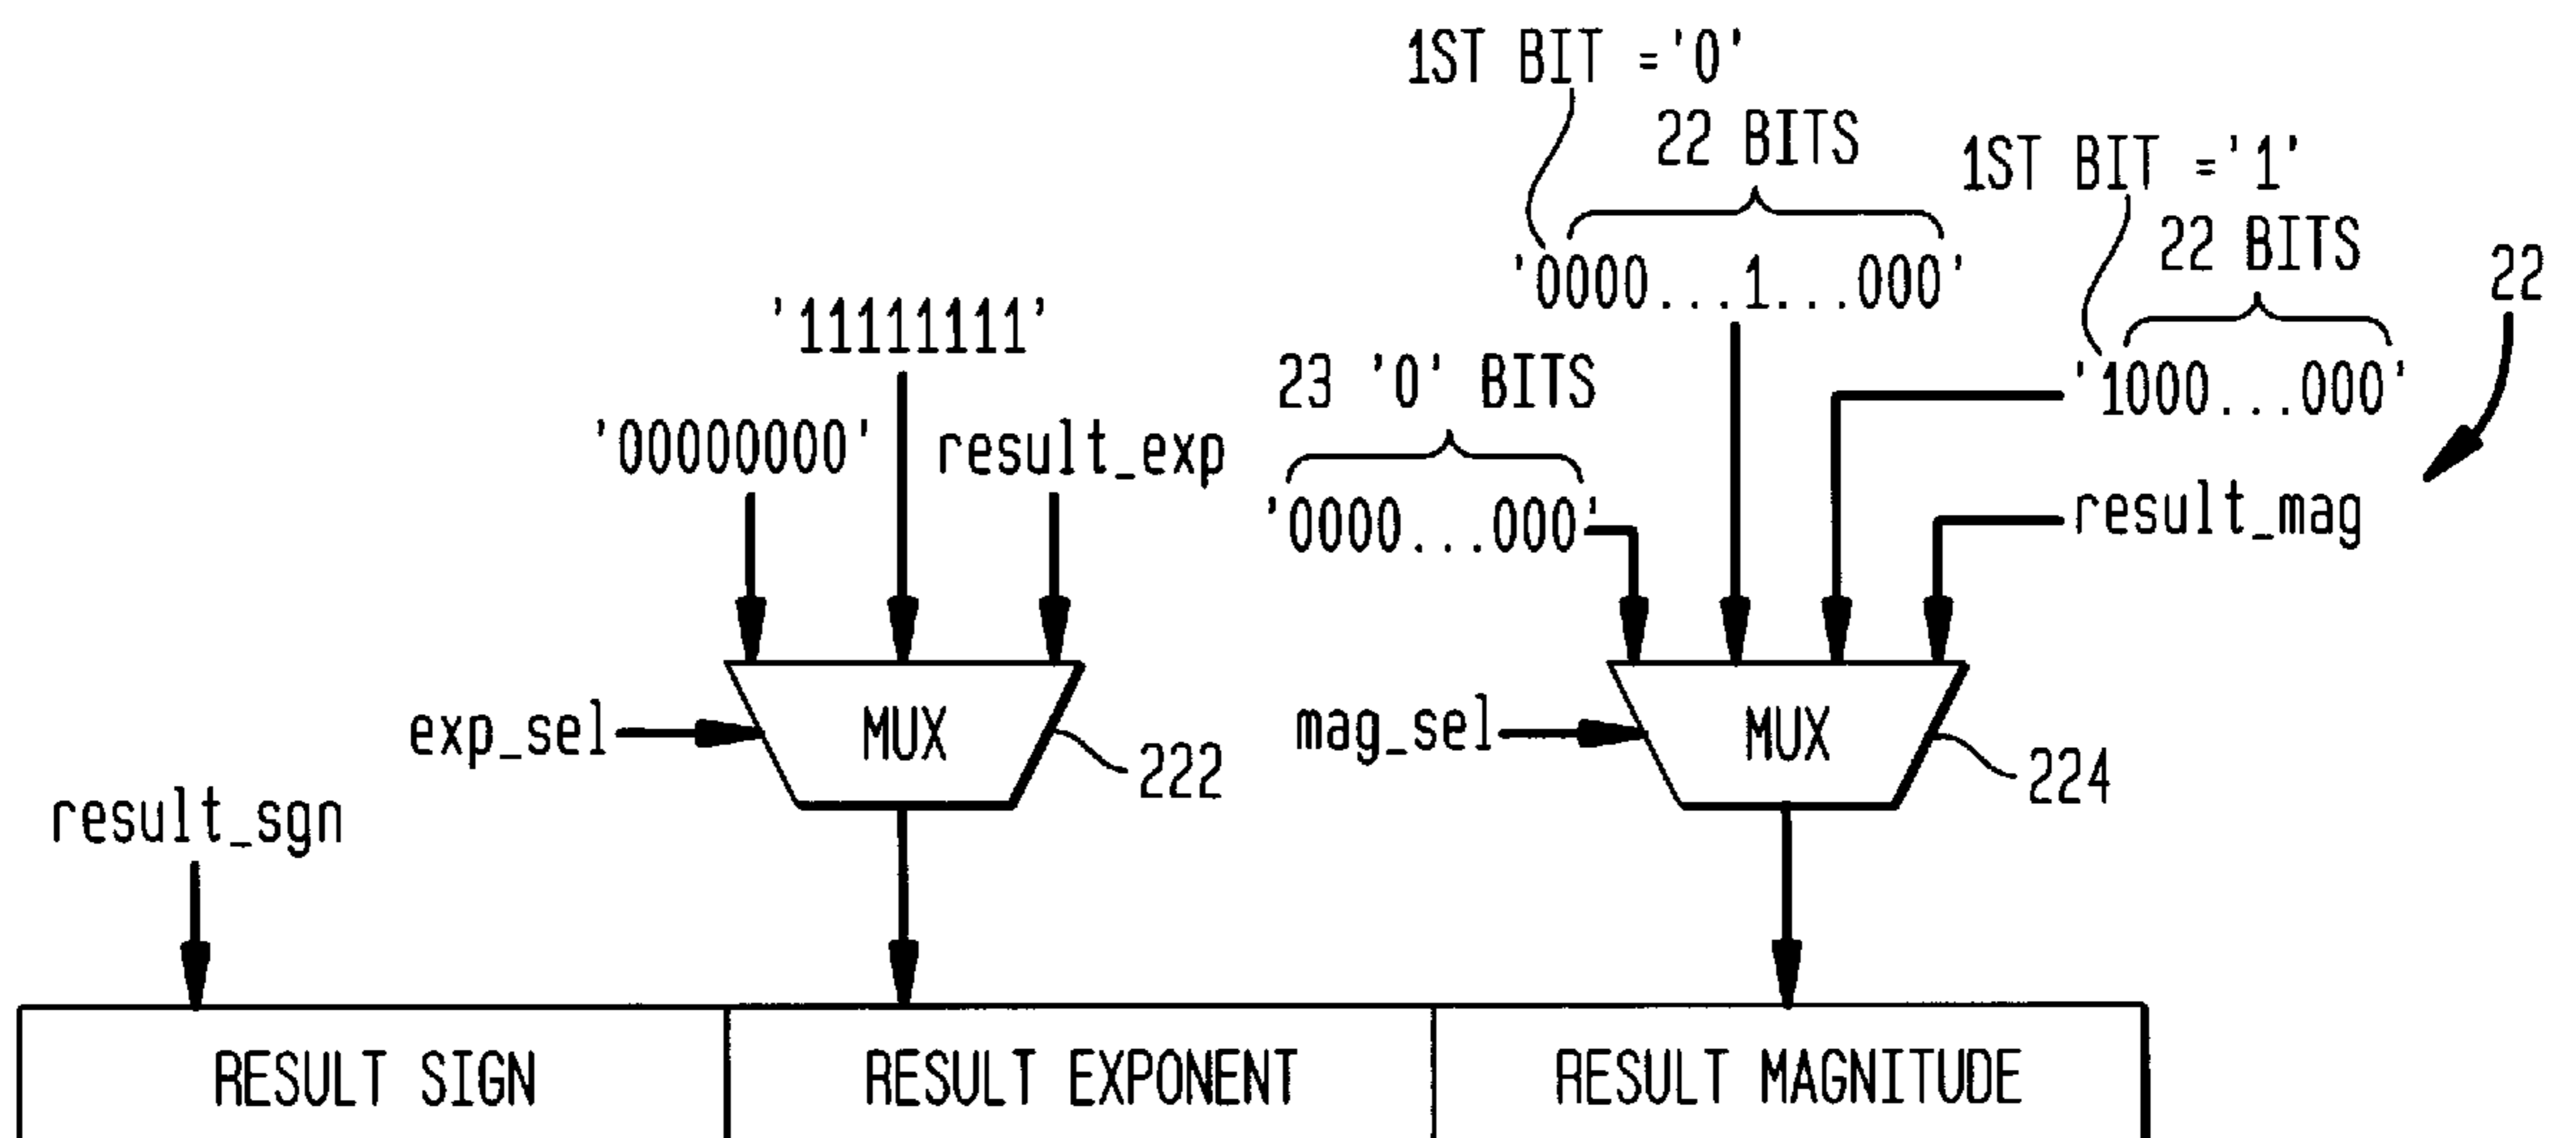 1ST BIT ='0'
22 BITS
1ST BIT ='1'
22 BITS
'0000...1...000'
22
'11111111'
23 '0' BITS
'1000...000'
'00000000'
result_exp
'0000...000'
result_mag
exp_sel
MUX
222
mag_sel
MUX
224
result_sgn
RESULT SIGN
RESULT EXPONENT
RESULT MAGNITUDE